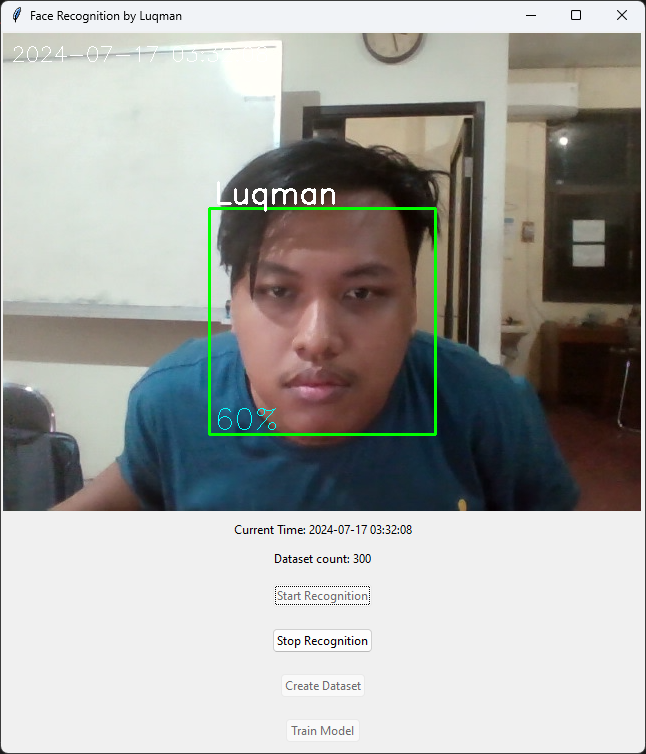 Face Recognition by Luqman
2024-07-17
Luqman
60%
Current Time: 2024-07-17 03:32:08
Dataset count: 300
Start Recognition
Stop Recognition
Create Dataset
Train Model